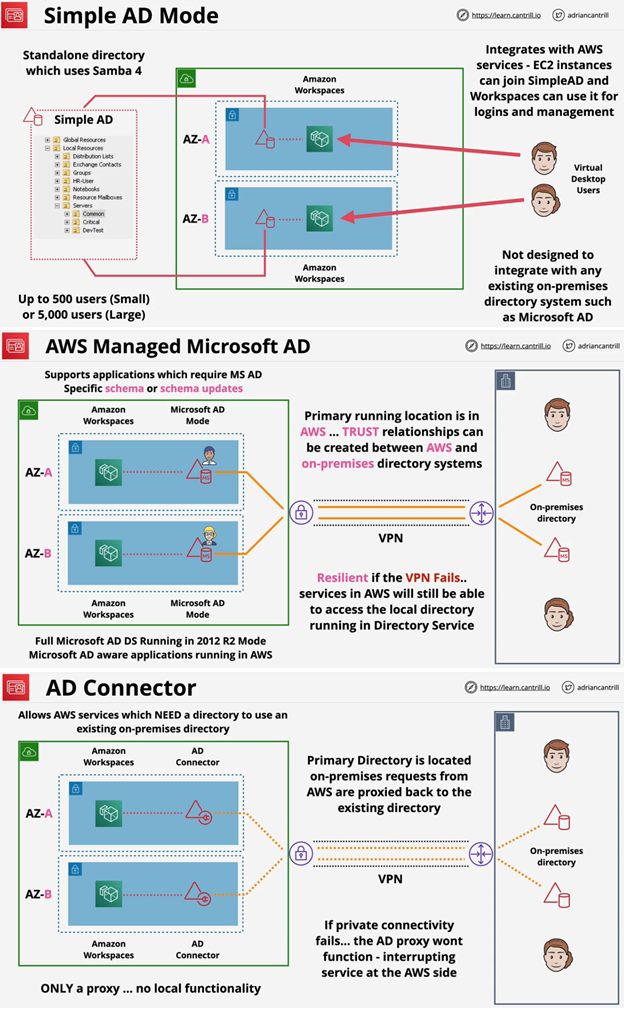 Simple AD Mode
https://learn.cantrill.io
adriancantrill
Standalone directory
which uses Samba 4
Simple AD
Global Resources
Local Resources
Distribution Lists
Exchange Contacts
Groups
HR-User
Notebooks
Resource Mailboxes
Servers
Common
Critical
DevTest
Up to 500 users (Small)
or 5,000 users (Large)
Amazon
Workspaces
AZ-A
AZ-B
Amazon
Workspaces
Integrates with AWS
services - EC2 instances
can join SimpleAD and
Workspaces can use it for
logins and management
Virtual
Desktop
Users
Not designed to
integrate with any
existing on-premises
directory system such
as Microsoft AD
AWS Managed Microsoft AD
https://learn.cantrill.io
adriancantrill
Supports applications which require MS AD
Specific schema or schema updates
Amazon
Workspaces
Microsoft AD
Mode
AZ-A
MS
AZ-B
MS
Amazon
Workspaces
Microsoft AD
Mode
Full Microsoft AD DS Running in 2012 R2 Mode
Microsoft AD aware applications running in AWS
Primary running location is in
AWS ... TRUST relationships can
be created between AWS and
on-premises directory systems
VPN
Resilient if the VPN Fails..
services in AWS will still be able
to access the local directory
running in Directory Service
MS
On-premises
directory
MS
AD Connector
https://learn.cantrill.io
adriancantrill
Allows AWS services which NEED a directory to use an
existing on-premises directory
Amazon
Workspaces
AD
Connector
AZ-A
AZ-B
Amazon
Workspaces
AD
Connector
ONLY a proxy ... no local functionality
Primary Directory is located
on-premises requests from
AWS are proxied back to the
existing directory
VPN
If private connectivity
fails... the AD proxy wont
function - interrupting
service at the AWS side
On-premises
directory